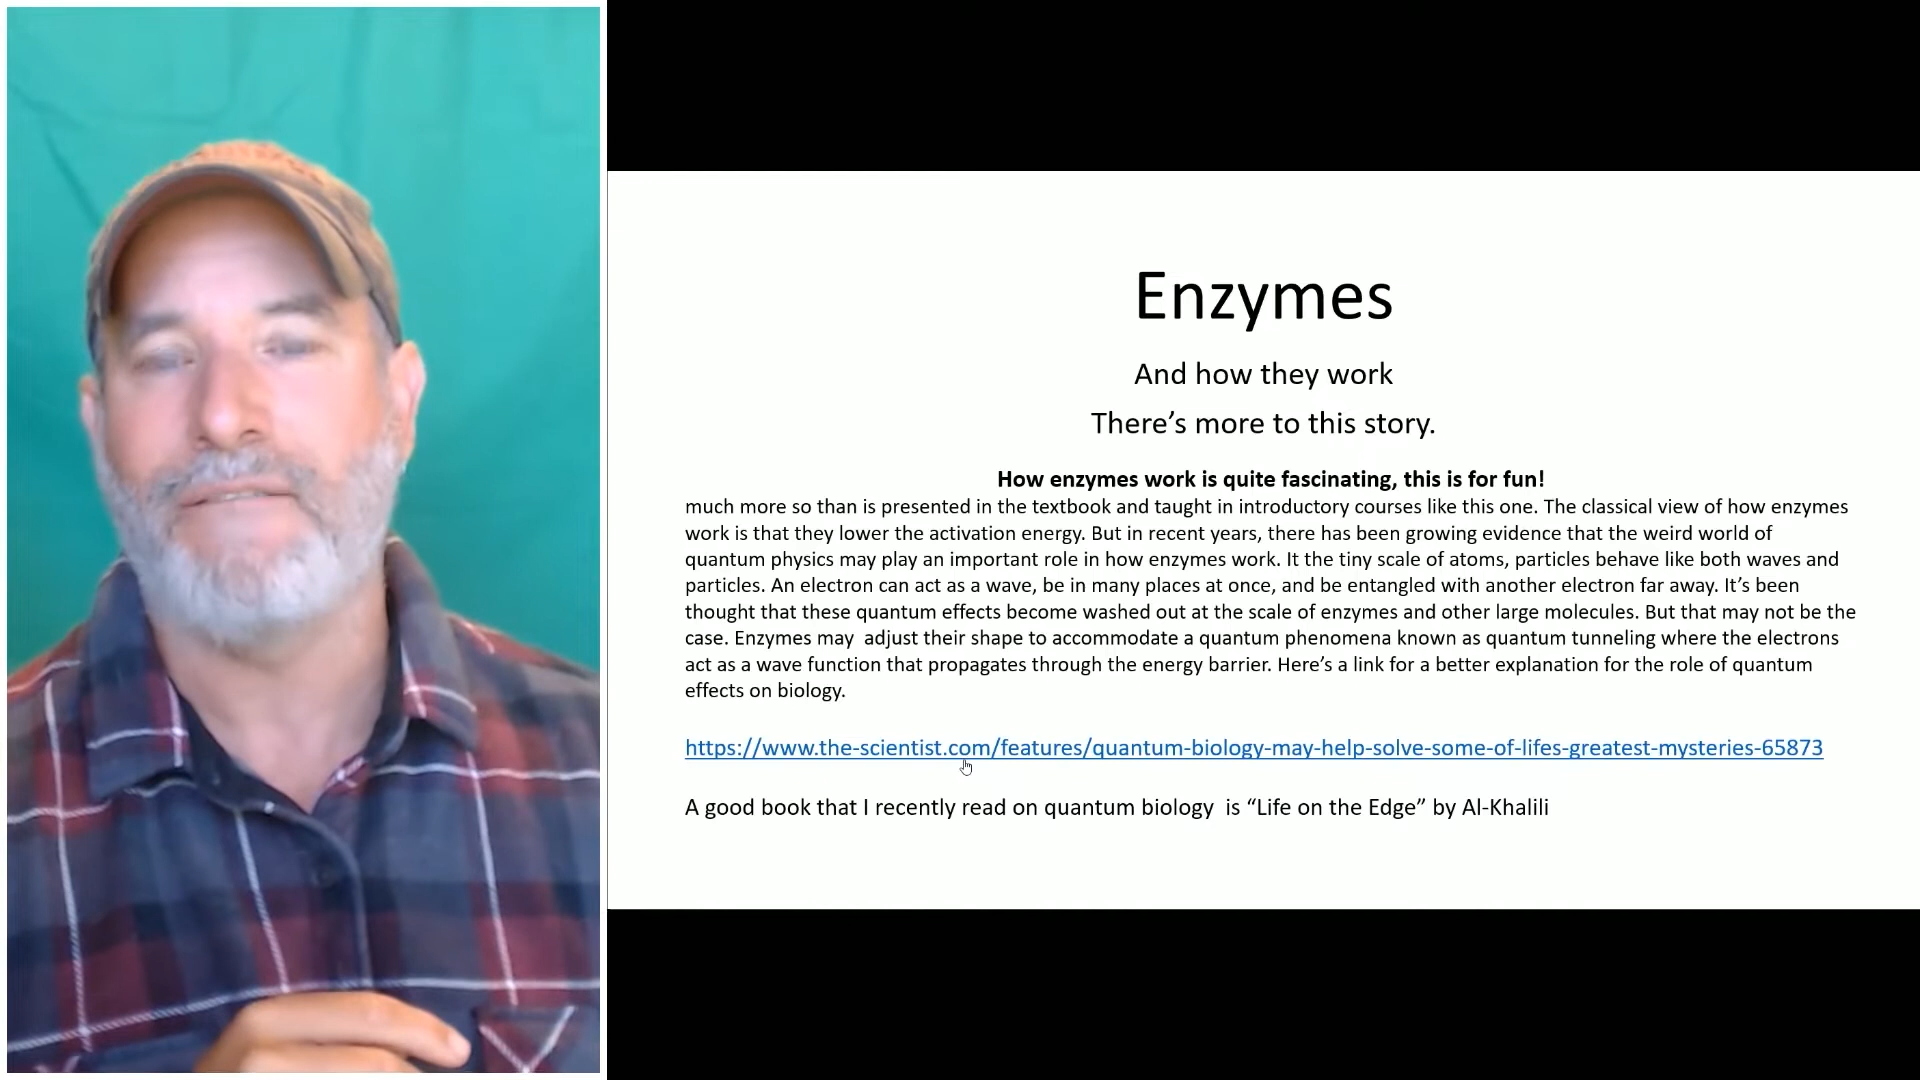 Enzymes
And how they work
There’s more to this story.
How enzymes work is quite fascinating, this is for fun!
much more so than is presented in the textbook and taught in introductory courses like this one. The classical view of how enzymes
work is that they lower the activation energy. But in recent years, there has been growing evidence that the weird world of
quantum physics may play an important role in how enzymes work. It the tiny scale of atoms, particles behave like both waves and
particles. An electron can act as a wave, be in many places at once, and be entangled with another electron far away. It’s been
thought that these quantum effects become washed out at the scale of enzymes and other large molecules. But that may not be the
case. Enzymes may  adjust their shape to accommodate a quantum phenomena known as quantum tunneling where the electrons
act as a wave function that propagates through the energy barrier. Here’s a link for a better explanation for the role of quantum
effects on biology.
https://www.the-scientist.com/features/quantum-biology-may-help-solve-some-of-lifes-greatest-mysteries-65873
A good book that I recently read on quantum biology  is “Life on the Edge” by Al-Khalili